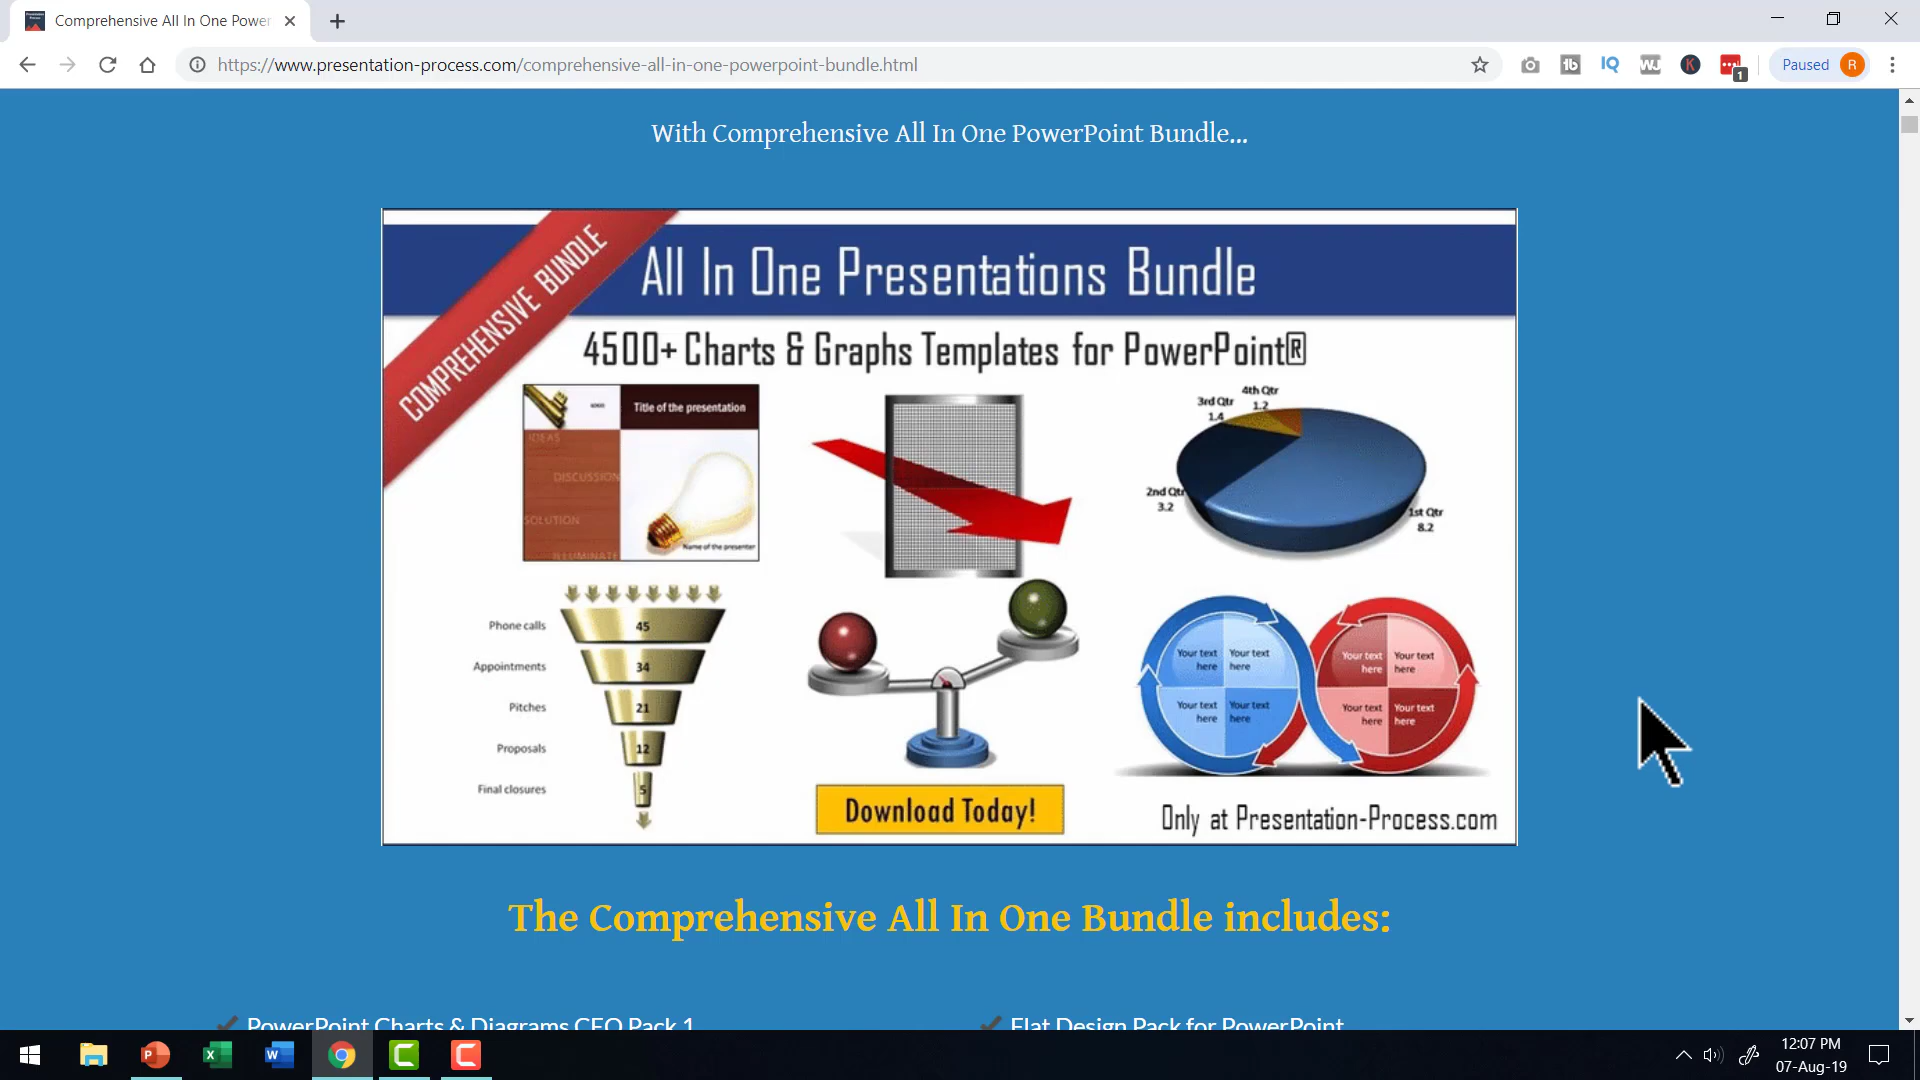 Comprehensive All In One Power
https://www.presentation-process.com/comprehensive-all-in-one-powerpoint-bundle.html
1
Paused R
With Comprehensive All In One PowerPoint Bundle...
COMPREHENSIVE BUNDLE
All In One Presentations Bundle
4500+ Charts & Graphs Templates for PowerPoint®
Title of the presentation
IDEAS
DISCUSSION
SOLUTION
ILLUMINATE
Name of the presenter
4th Qtr
1.2
3rd Qtr
1.4
2nd Qtr
3.2
1st Qtr
8.2
Phone calls 45
Appointments 34
Pitches 21
Proposals 12
Final closures 5
Your text here
Your text here
Your text here
Your text here
Your text here
Your text here
Your text here
Your text here
Download Today!
Only at Presentation-Process.com
The Comprehensive All In One Bundle includes:
PowerPoint Charts & Diagrams CEO Pack 1
Flat Design Pack for PowerPoint
12:07 PM
07-Aug-19